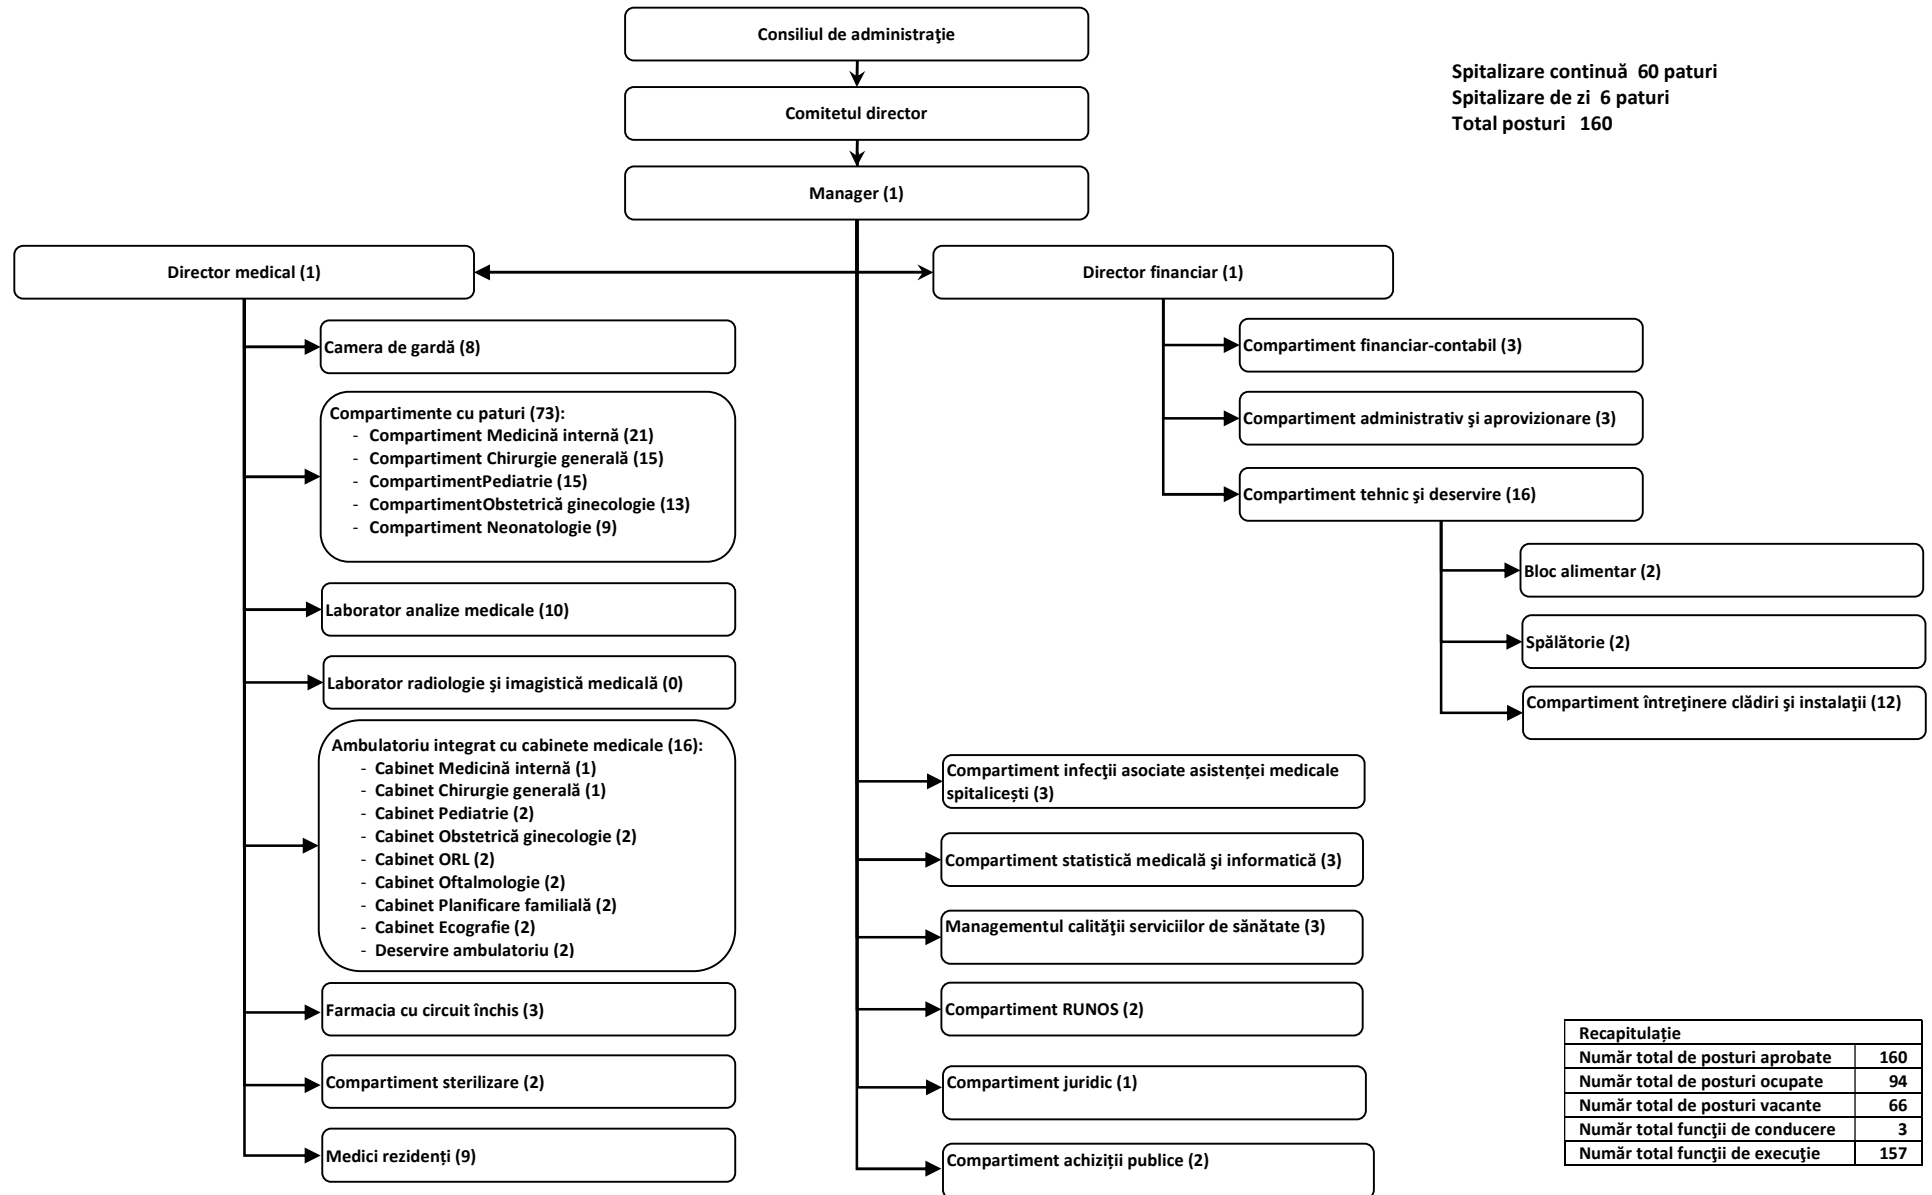 Consiliul de administraţie
Comitetul director
Manager (1)
Spitalizare continuă  60 paturi
Spitalizare de zi  6 paturi
Total posturi   160
Director medical (1)
Director financiar (1)
Camera de gardă (8)
Compartimente cu paturi (73):
- Compartiment Medicină internă (21)
- Compartiment Chirurgie generală (15)
- CompartimentPediatrie (15)
- CompartimentObstetrică ginecologie (13)
- Compartiment Neonatologie (9)
Laborator analize medicale (10)
Laborator radiologie şi imagistică medicală (0)
Ambulatoriu integrat cu cabinete medicale (16):
- Cabinet Medicină internă (1)
- Cabinet Chirurgie generală (1)
- Cabinet Pediatrie (2)
- Cabinet Obstetrică ginecologie (2)
- Cabinet ORL (2)
- Cabinet Oftalmologie (2)
- Cabinet Planificare familială (2)
- Cabinet Ecografie (2)
- Deservire ambulatoriu (2)
Farmacia cu circuit închis (3)
Compartiment sterilizare (2)
Medici rezidenți (9)
Compartiment financiar-contabil (3)
Compartiment administrativ şi aprovizionare (3)
Compartiment tehnic şi deservire (16)
Bloc alimentar (2)
Spălătorie (2)
Compartiment întreţinere clădiri şi instalaţii (12)
Compartiment infecţii asociate asistenței medicale
spitalicești (3)
Compartiment statistică medicală şi informatică (3)
Managementul calităţii serviciilor de sănătate (3)
Compartiment RUNOS (2)
Compartiment juridic (1)
Compartiment achiziții publice (2)
Recapitulație
Număr total de posturi aprobate 160
Număr total de posturi ocupate 94
Număr total de posturi vacante 66
Număr total funcţii de conducere 3
Număr total funcţii de execuţie 157